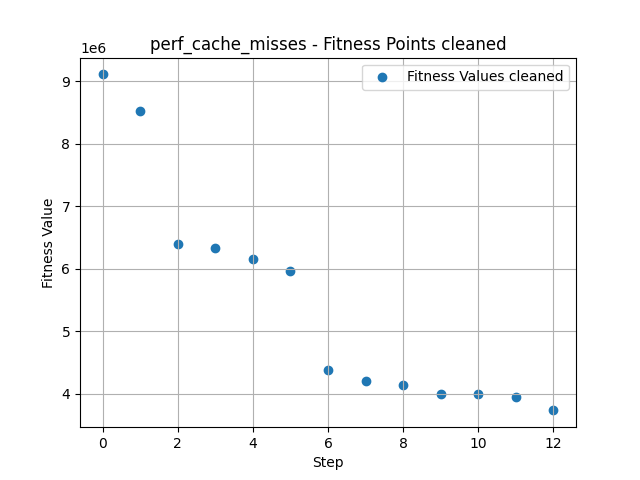 perf_cache_misses - Fitness Points cleaned
1e6
Fitness Values cleaned
9
8
7
6
5
4
Fitness Value
0 2 4 6 8 10 12
Step